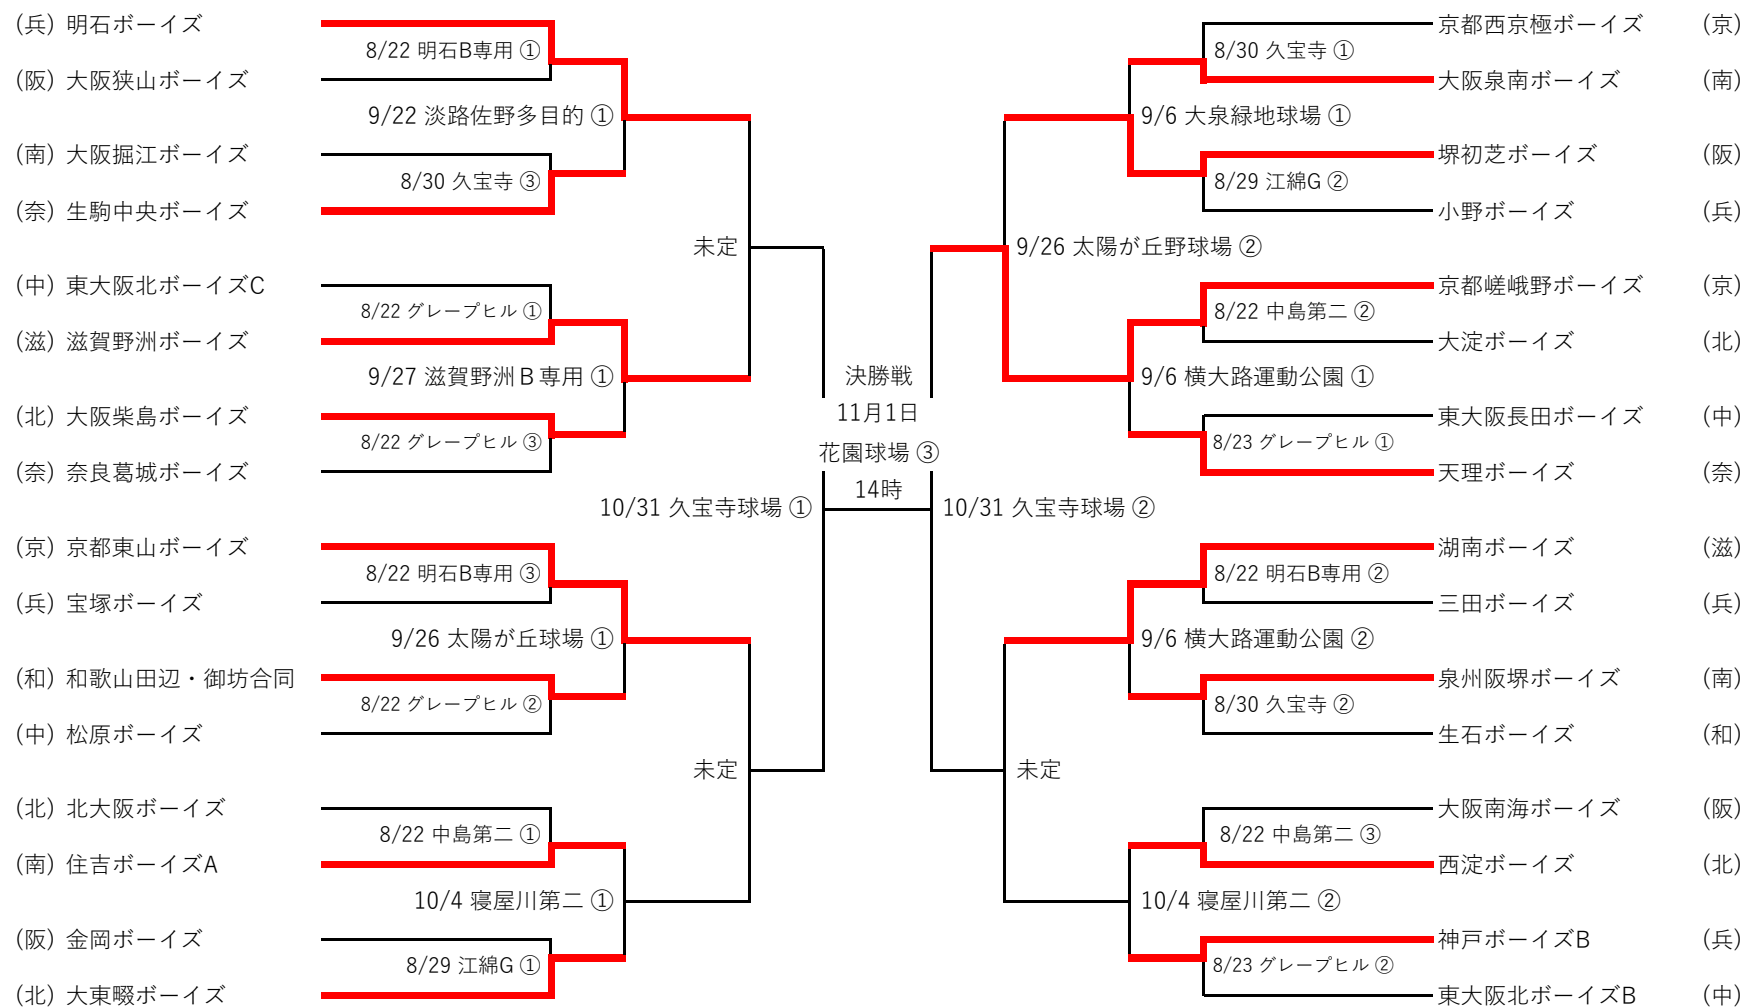 (兵) 明石ボーイズ
8/22 明石B専用 ①
(阪) 大阪狭山ボーイズ
9/22 淡路佐野多目的 ①
(南) 大阪堀江ボーイズ
8/30 久宝寺 ③
(奈) 生駒中央ボーイズ
未定
(中) 東大阪北ボーイズC
8/22 グレープヒル ①
(滋) 滋賀野洲ボーイズ
9/27 滋賀野洲Ｂ専用 ①
(北) 大阪柴島ボーイズ
8/22 グレープヒル ③
(奈) 奈良葛城ボーイズ
10/31 久宝寺球場 ①
(京) 京都東山ボーイズ
8/22 明石B専用 ③
(兵) 宝塚ボーイズ
9/26 太陽が丘球場 ①
(和) 和歌山田辺・御坊合同
8/22 グレープヒル ②
(中) 松原ボーイズ
未定
(北) 北大阪ボーイズ
8/22 中島第二 ①
(南) 住吉ボーイズA
10/4 寝屋川第二 ①
(阪) 金岡ボーイズ
8/29 江綿G ①
(北) 大東畷ボーイズ
決勝戦
11月1日
花園球場 ③
14時
京都西京極ボーイズ (京)
8/30 久宝寺 ①
大阪泉南ボーイズ (南)
9/6 大泉緑地球場 ①
堺初芝ボーイズ (阪)
8/29 江綿G ②
小野ボーイズ (兵)
9/26 太陽が丘野球場 ②
京都嵯峨野ボーイズ (京)
8/22 中島第二 ②
大淀ボーイズ (北)
9/6 横大路運動公園 ①
東大阪長田ボーイズ (中)
8/23 グレープヒル ①
天理ボーイズ (奈)
10/31 久宝寺球場 ②
湖南ボーイズ (滋)
8/22 明石B専用 ②
三田ボーイズ (兵)
9/6 横大路運動公園 ②
泉州阪堺ボーイズ (南)
8/30 久宝寺 ②
生石ボーイズ (和)
未定
大阪南海ボーイズ (阪)
8/22 中島第二 ③
西淀ボーイズ (北)
10/4 寝屋川第二 ②
神戸ボーイズB (兵)
8/23 グレープヒル ②
東大阪北ボーイズB (中)